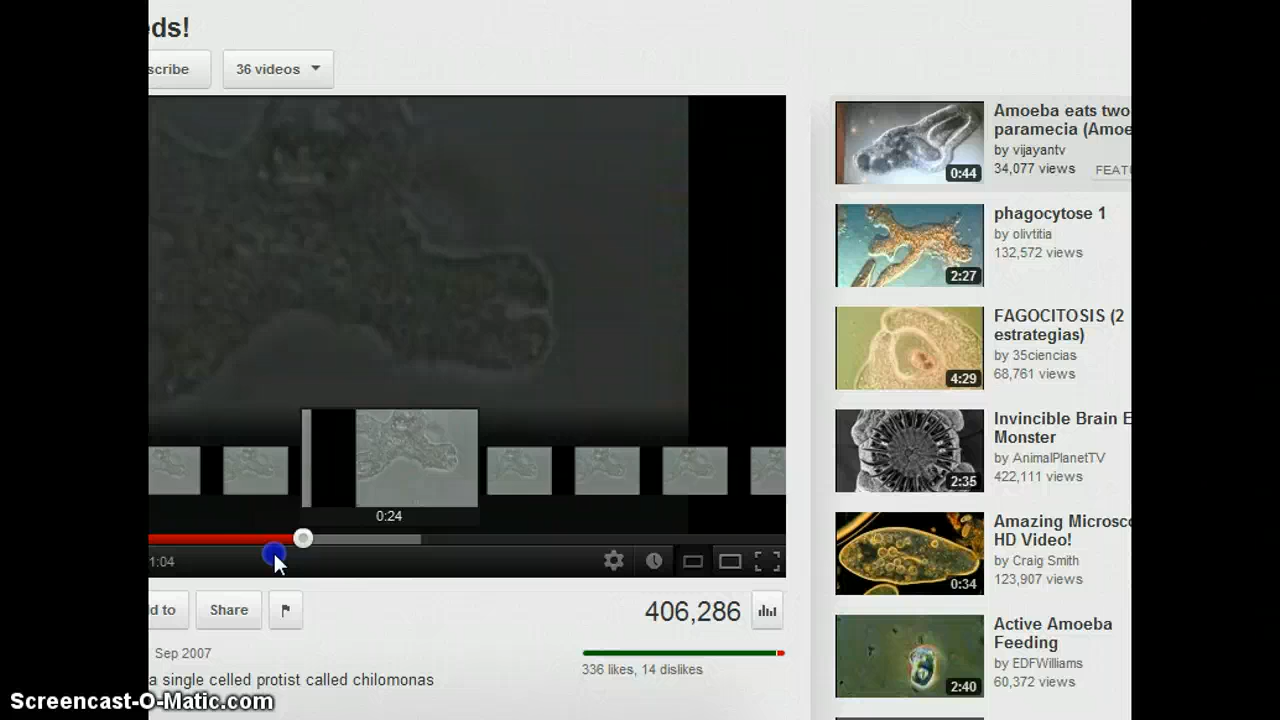 eds!
scribe
36 videos
0:24
1:04
dd to
Share
406,286
Sep 2007
336 likes, 14 dislikes
a single celled protist called chilomonas
Amoeba eats two
paramecia (Amoe
by vijayantv
34,077 views FEAT
0:44
phagocytose 1
by olivtitia
132,572 views
2:27
FAGOCITOSIS (2
estrategias)
by 35ciencias
68,761 views
4:29
Invincible Brain E
Monster
by AnimalPlanetTV
422,111 views
2:35
Amazing Microsc
HD Video!
by Craig Smith
123,907 views
0:34
Active Amoeba
Feeding
by EDFWilliams
60,372 views
2:40
Screencast-O-Matic.com